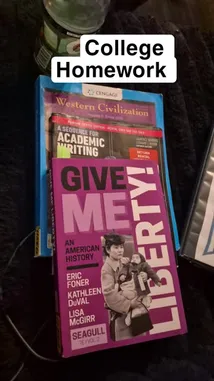 College
Homework
CENGAGE
Western Civilization
A SEQUENCE FOR
ACADEMIC
WRITING
GIVE
ME
LIBERTY!
AN AMERICAN
HISTORY
ERIC
FONER
KATHLEEN
DuVAL
LISA
McGIRR
SEAGULL